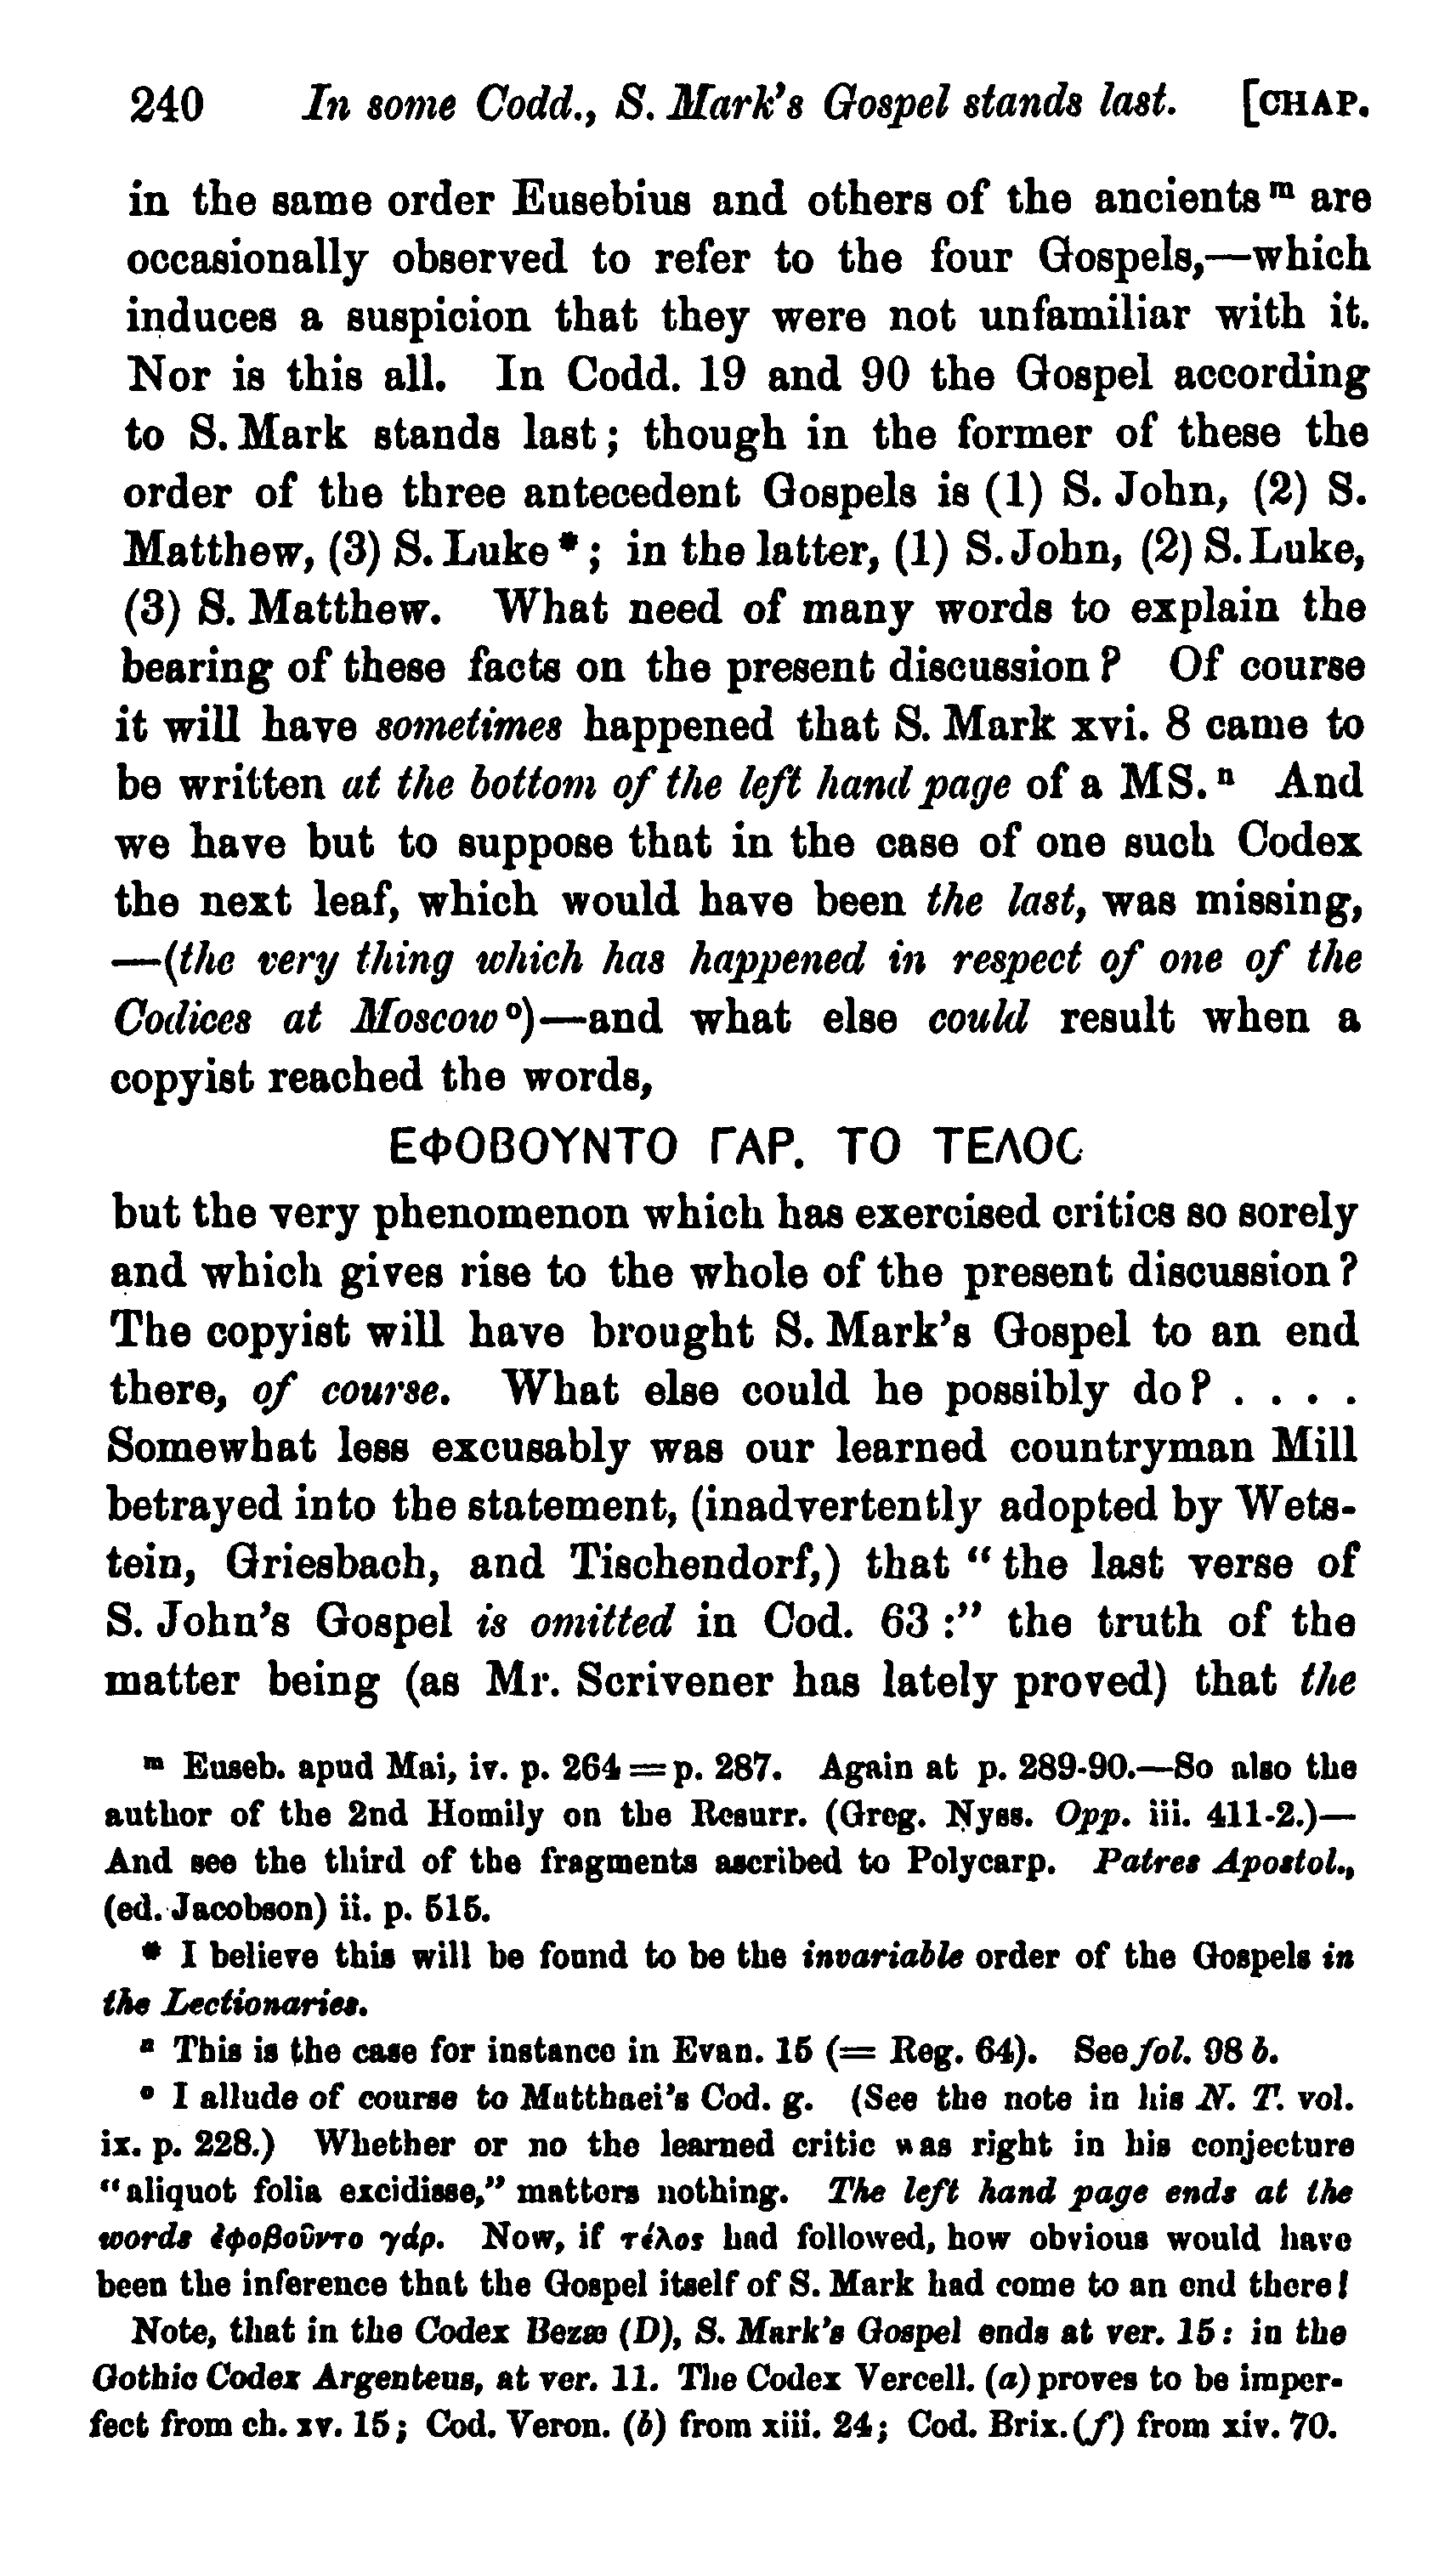 240 In some Codd., S. Mark's Gospel stands last. [CHAP.
in the same order Eusebius and others of the ancients ᵐ are
occasionally observed to refer to the four Gospels,—which
induces a suspicion that they were not unfamiliar with it.
Nor is this all. In Codd. 19 and 90 the Gospel according
to S. Mark stands last; though in the former of these the
order of the three antecedent Gospels is (1) S. John, (2) S.
Matthew, (3) S. Luke *; in the latter, (1) S. John, (2) S. Luke,
(3) S. Matthew. What need of many words to explain the
bearing of these facts on the present discussion? Of course
it will have sometimes happened that S. Mark xvi. 8 came to
be written at the bottom of the left hand page of a MS. ⁿ And
we have but to suppose that in the case of one such Codex
the next leaf, which would have been the last, was missing,
—(the very thing which has happened in respect of one of the
Codices at Moscow ᵒ)—and what else could result when a
copyist reached the words,
ΕΦΟΒΟΥΝΤΟ ΓΑΡ. ΤΟ ΤΕΛΟϹ
but the very phenomenon which has exercised critics so sorely
and which gives rise to the whole of the present discussion?
The copyist will have brought S. Mark's Gospel to an end
there, of course. What else could he possibly do? . . . .
Somewhat less excusably was our learned countryman Mill
betrayed into the statement, (inadvertently adopted by Wets-
tein, Griesbach, and Tischendorf,) that “the last verse of
S. John's Gospel is omitted in Cod. 63:” the truth of the
matter being (as Mr. Scrivener has lately proved) that the
ᵐ Euseb. apud Mai, iv. p. 264 = p. 287. Again at p. 289-90.—So also the
author of the 2nd Homily on the Resurr. (Greg. Nyss. Opp. iii. 411-2.)—
And see the third of the fragments ascribed to Polycarp. Patres Apostol.,
(ed. Jacobson) ii. p. 515.
* I believe this will be found to be the invariable order of the Gospels in
the Lectionaries.
ⁿ This is the case for instance in Evan. 15 (= Reg. 64). See fol. 98 b.
ᵒ I allude of course to Matthaei's Cod. g. (See the note in his N. T. vol.
ix. p. 228.) Whether or no the learned critic was right in his conjecture
“aliquot folia excidisse,” matters nothing. The left hand page ends at the
words ἐφοβοῦντο γάρ. Now, if τέλος had followed, how obvious would have
been the inference that the Gospel itself of S. Mark had come to an end there!
Note, that in the Codex Bezæ (D), S. Mark's Gospel ends at ver. 15: in the
Gothic Codex Argenteus, at ver. 11. The Codex Vercell. (a) proves to be imper-
fect from ch. xv. 15; Cod. Veron. (b) from xiii. 24; Cod. Brix. (f) from xiv. 70.